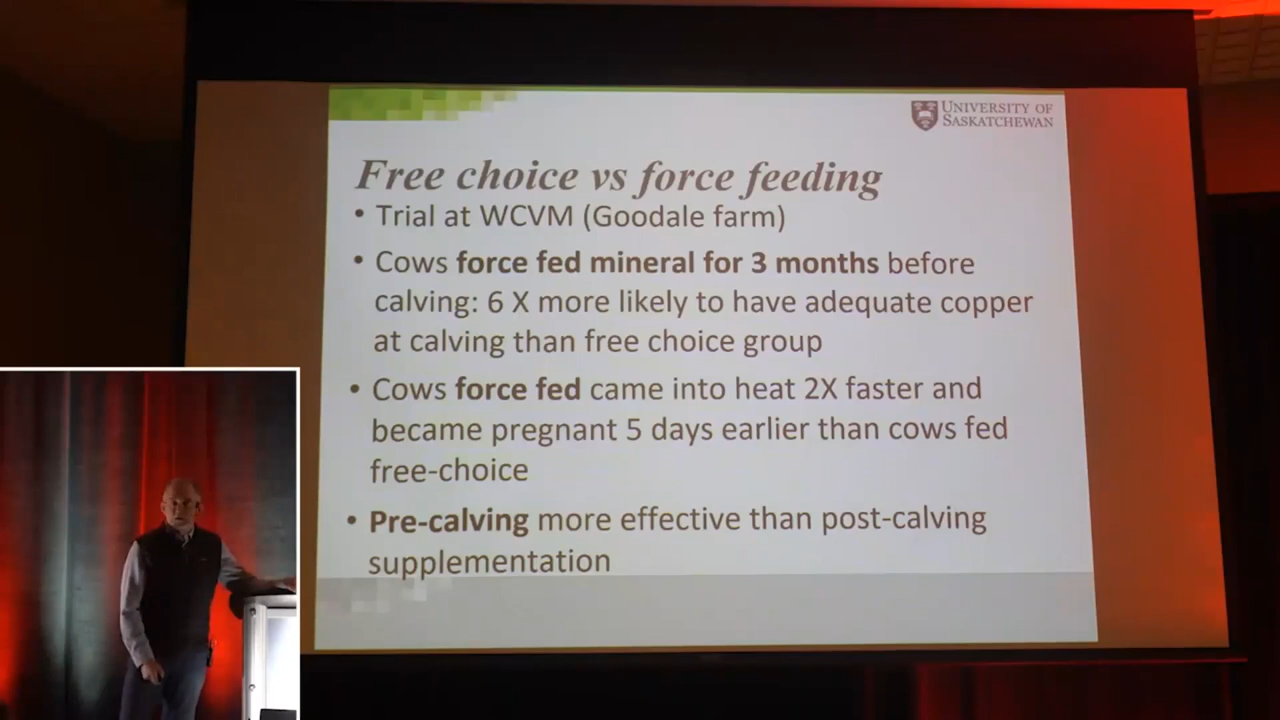 UNIVERSITY OF
SASKATCHEWAN
Free choice vs force feeding
• Trial at WCVM (Goodale farm)
• Cows force fed mineral for 3 months before
calving: 6 X more likely to have adequate copper
at calving than free choice group
• Cows force fed came into heat 2X faster and
became pregnant 5 days earlier than cows fed
free-choice
• Pre-calving more effective than post-calving
supplementation